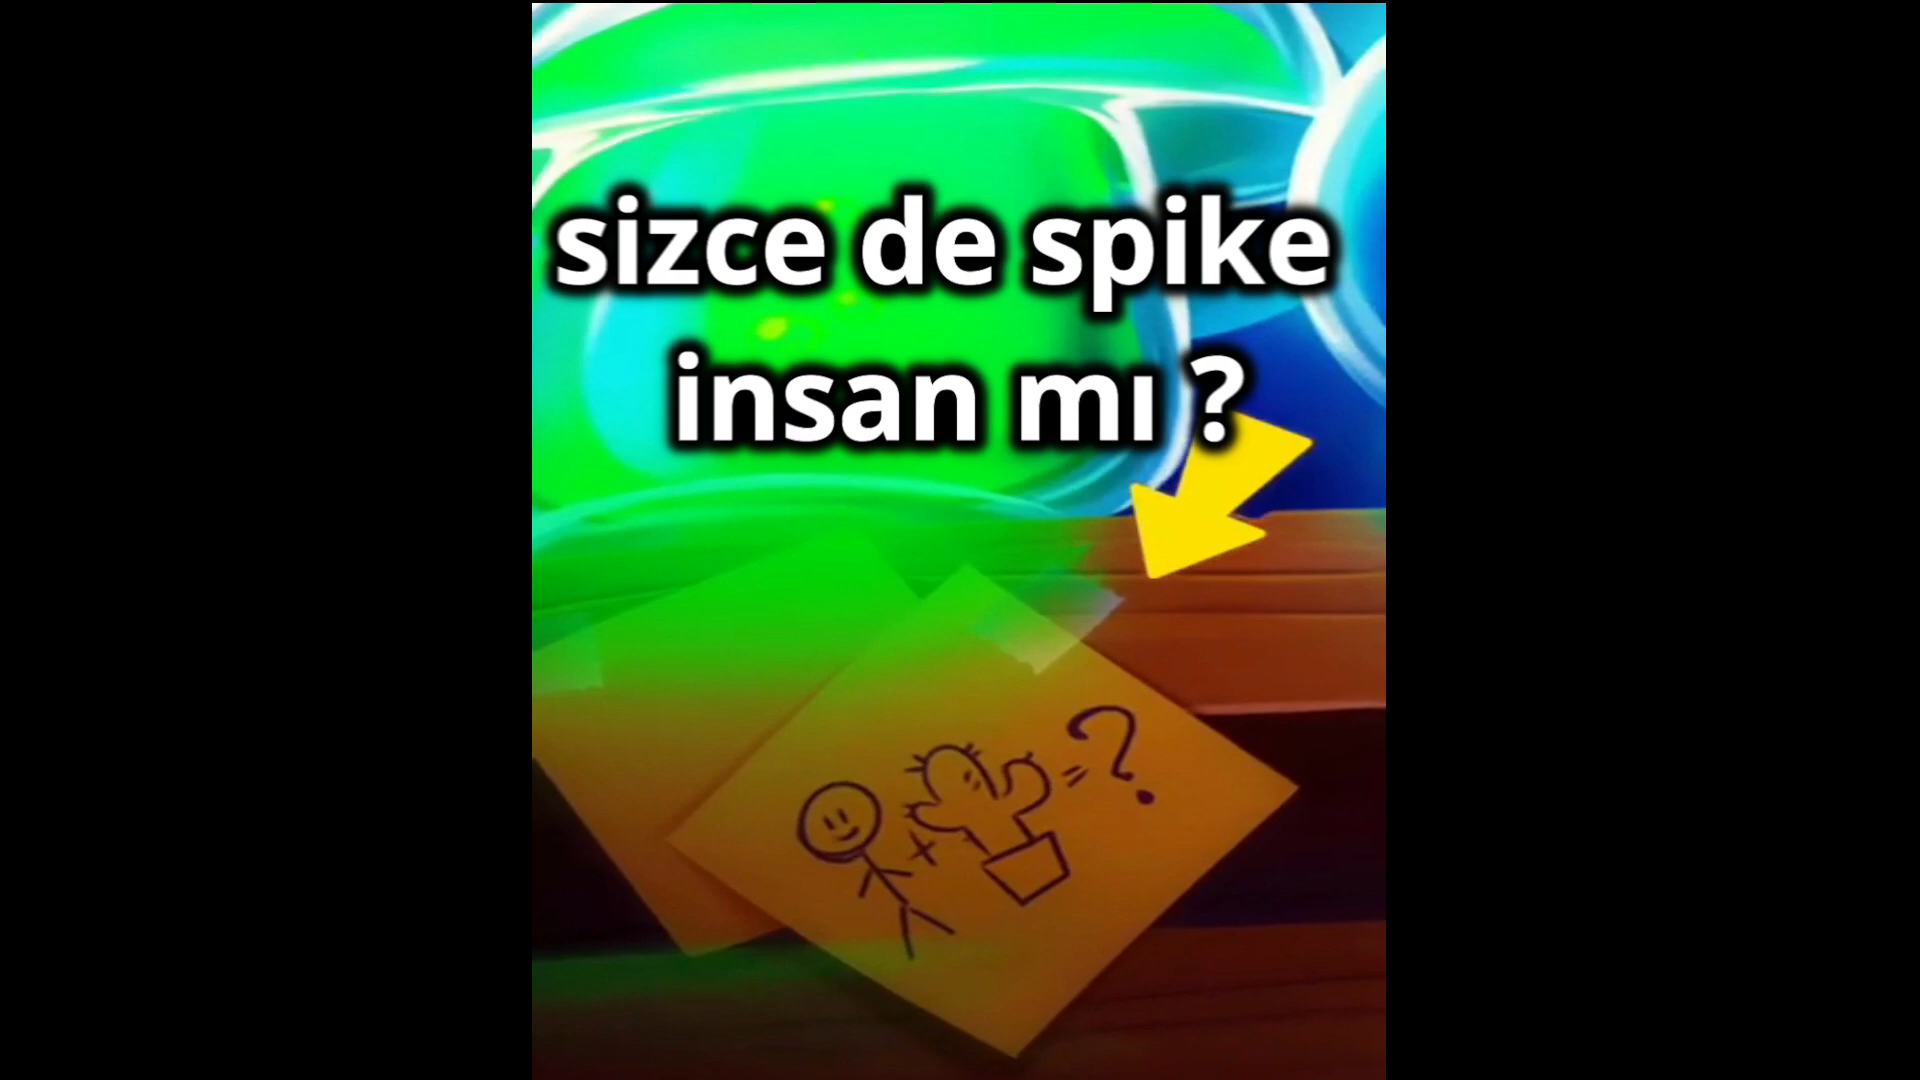 sizce de spike
insan mı ?
+ = ?